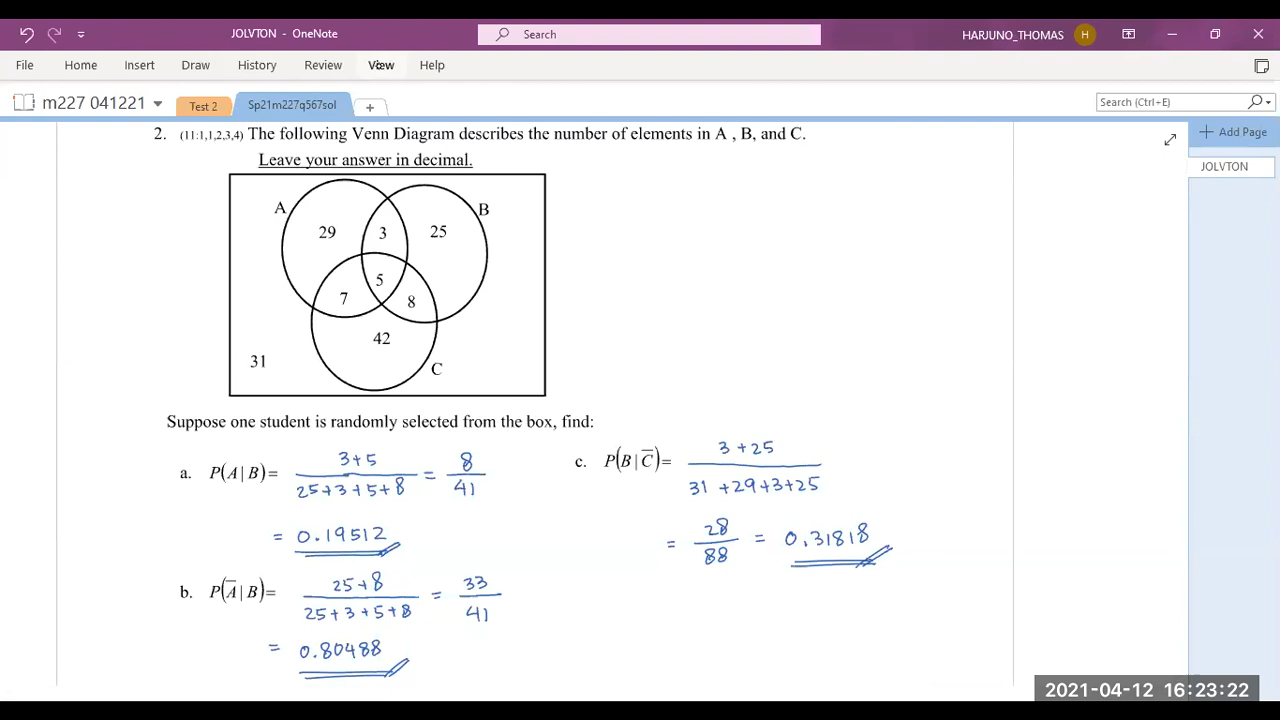 JOLVTON - OneNote
Search
HARJUNO_THOMAS
H
File Home Insert Draw History Review View Help
m227 041221
Test 2
Sp21m227q567sol
+
Search (Ctrl+E)
+ Add Page
JOLVTON
2. (11:1,1,2,3,4) The following Venn Diagram describes the number of elements in A , B, and C.
Leave your answer in decimal.
A
B
29
3
25
5
7
8
42
31
C
Suppose one student is randomly selected from the box, find:
a. P(A | B)= 3+5 / 25+3+5+8 = 8 / 41
= 0.19512
b. P(A̅ | B)= 25+8 / 25+3+5+8 = 33 / 41
= 0.80488
c. P(B | C̅)= 3+25 / 31+29+3+25
= 28 / 88 = 0.31818
2021-04-12 16:23:22